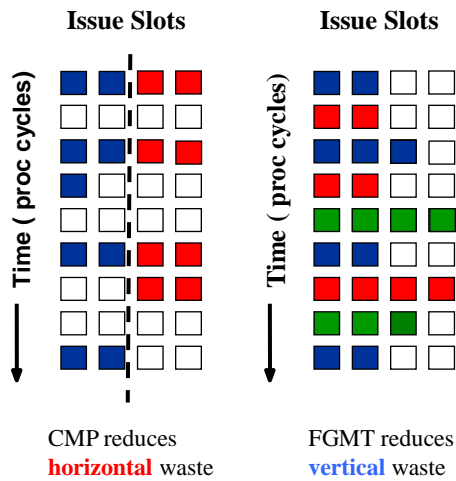 Issue Slots
Time ( proc cycles)
CMP reduces
horizontal waste
Issue Slots
Time ( proc cycles)
FGMT reduces
vertical waste